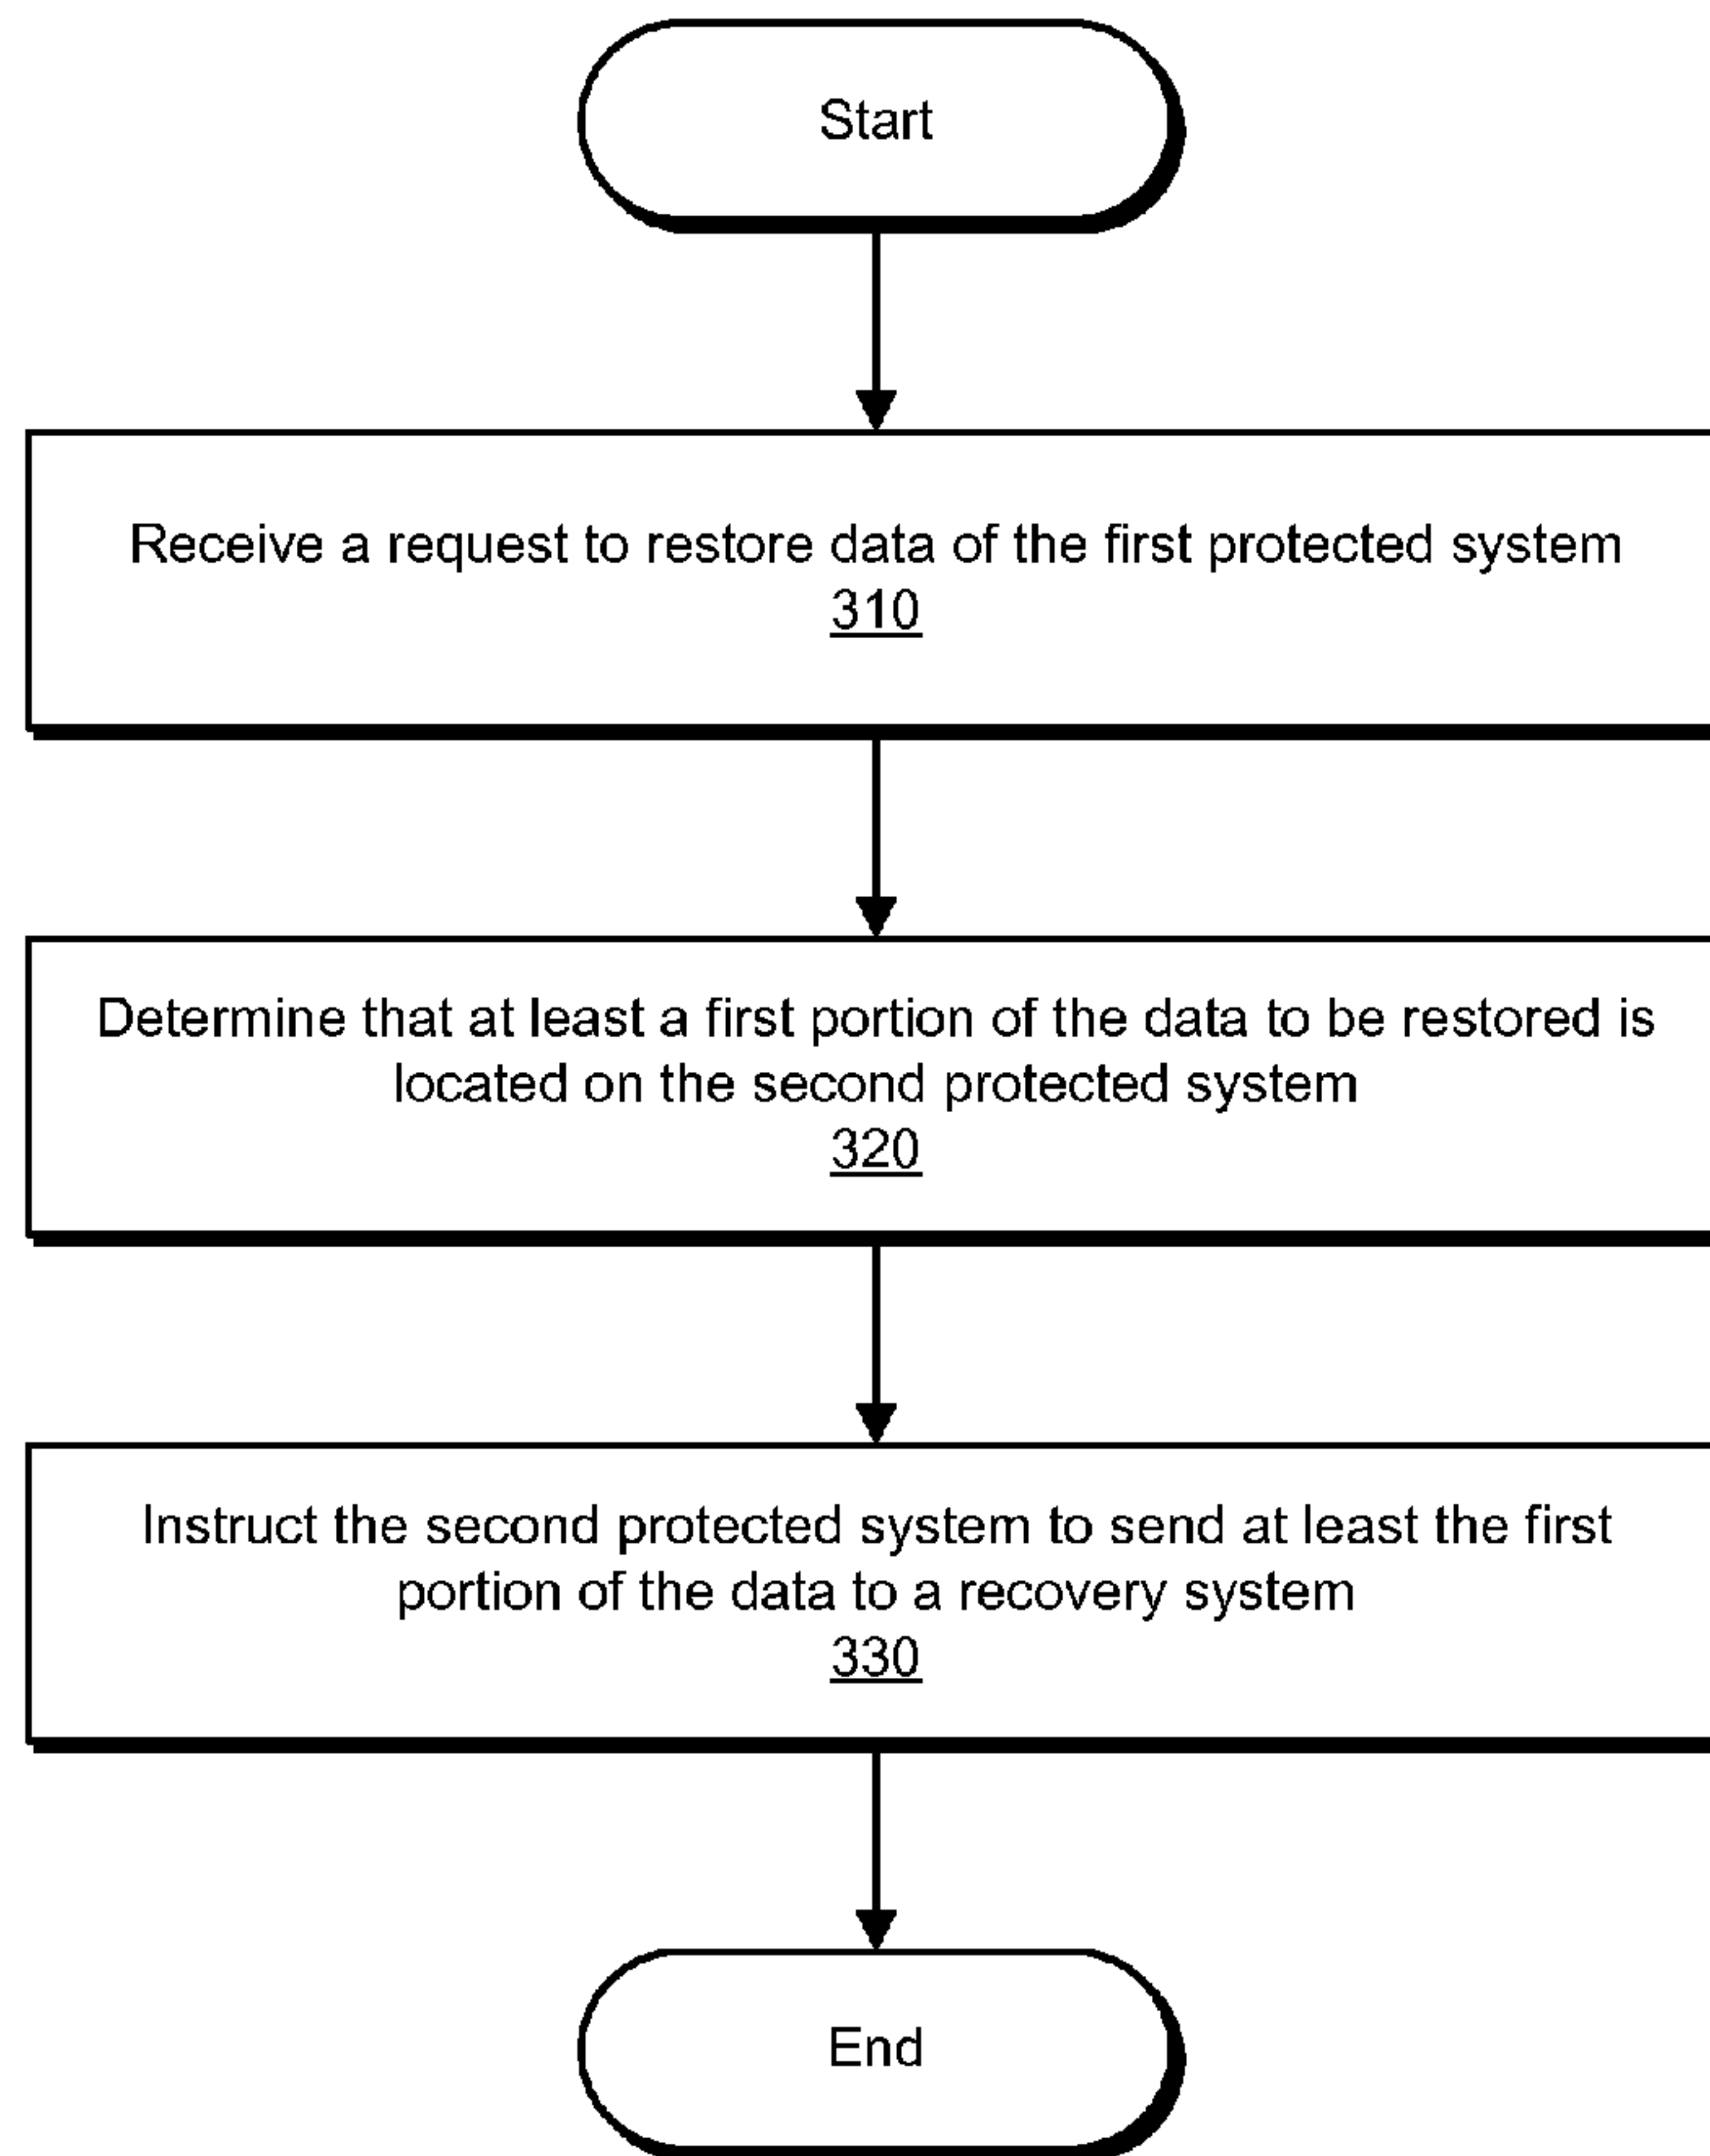 Start
Receive a request to restore data of the first protected system
310
Determine that at least a first portion of the data to be restored is
located on the second protected system
320
Instruct the second protected system to send at least the first
portion of the data to a recovery system
330
End